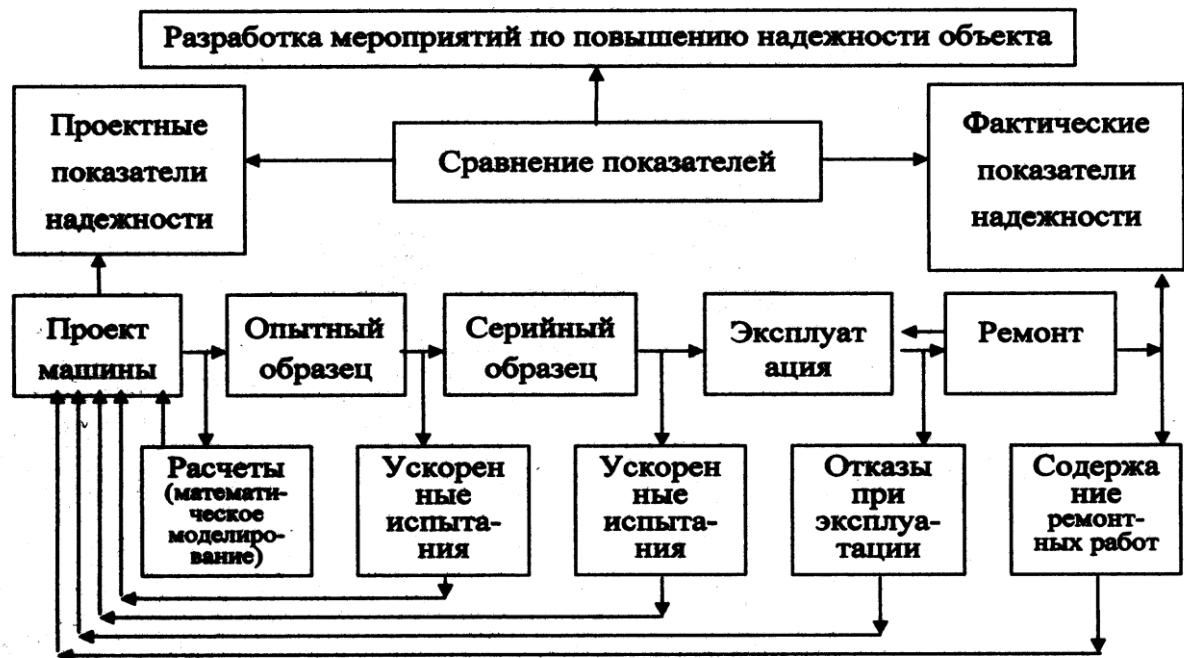 Разработка мероприятий по повышению надежности объекта
Проектные
показатели
надежности
Сравнение показателей
Фактические
показатели
надежности
Проект
машины
Опытный
образец
Серийный
образец
Эксплуат
ация
Ремонт
Расчеты
(математи-
ческое
моделиро-
вание)
Ускорен
ные
испыта-
ния
Ускорен
ные
испыта-
ния
Отказы
при
эксплуа-
тации
Содержа
ние
ремонт-
ных работ